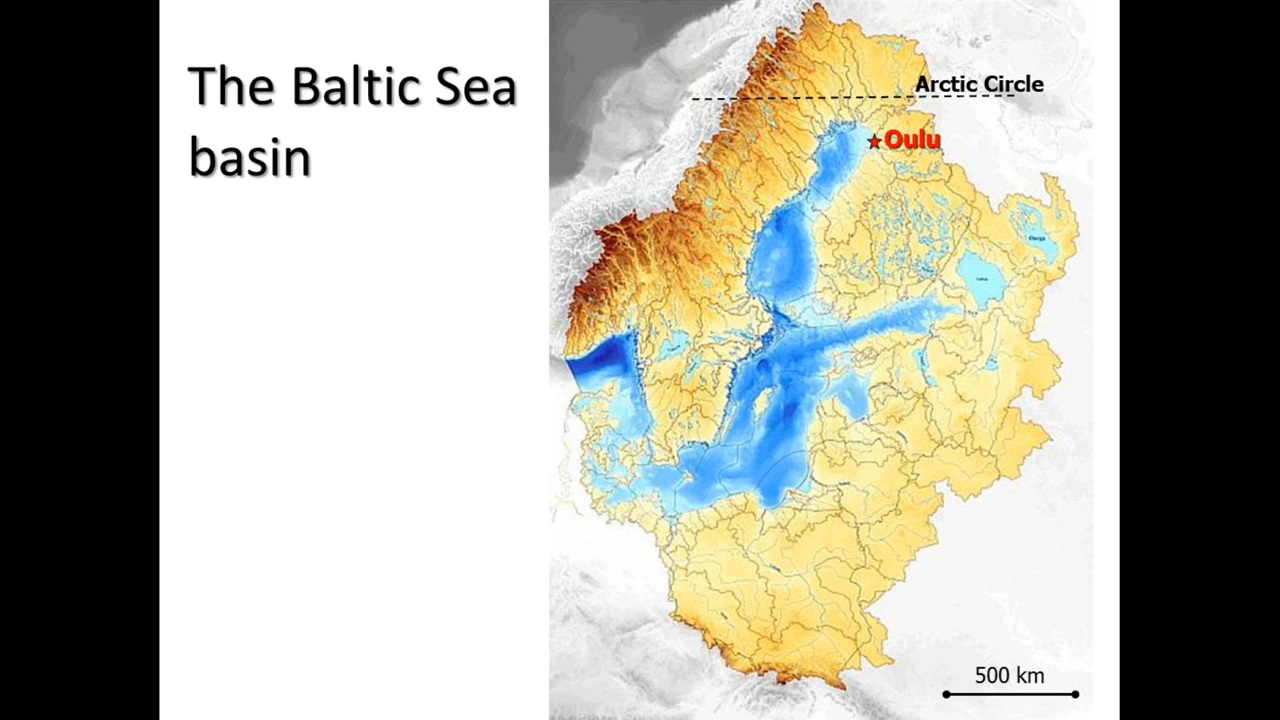 The Baltic Sea
basin
Arctic Circle
Oulu
500 km